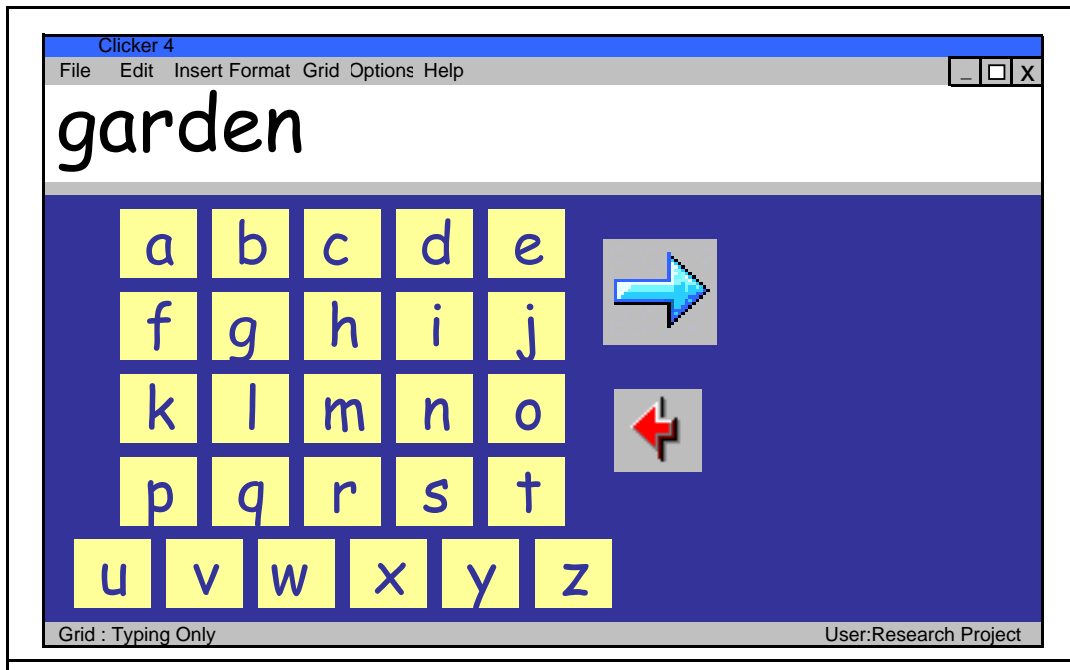 Clicker 4
File Edit Insert Format Grid Options Help _ X
garden
a b c d e
f g h i j
k l m n o
p q r s t
u v w x y z
Grid : Typing Only User:Research Project